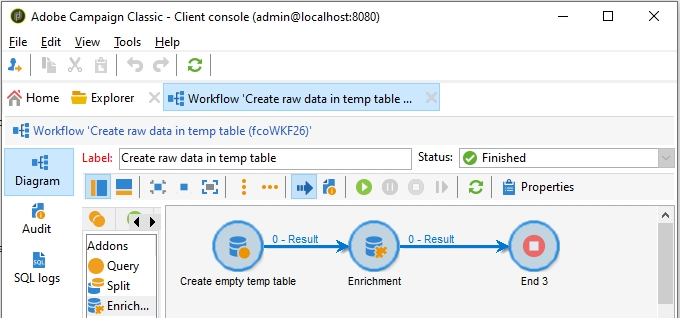 Adobe Campaign Classic - Client console (admin@localhost:8080)
File Edit View Tools Help
Home Explorer Workflow 'Create raw data in temp table ...
Workflow 'Create raw data in temp table (fcoWKF26)'
Label: Create raw data in temp table Status: Finished
Diagram
Properties
Audit
SQL
SQL logs
Addons
Query
Split
Enrich...
0 - Result 0 - Result
Create empty temp table Enrichment End 3